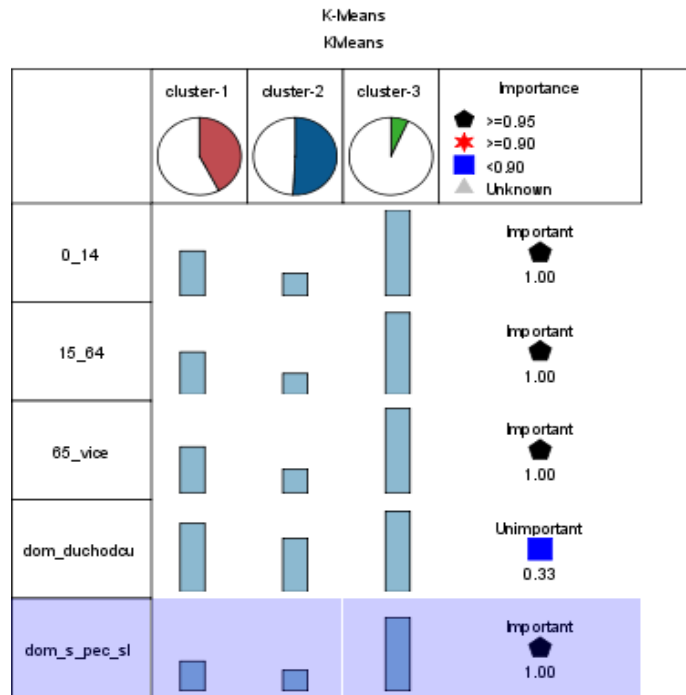 K-Means
KMeans
cluster-1 cluster-2 cluster-3 Importance
>=0.95
>=0.90
<0.90
Unknown
0_14 Important
1.00
15_64 Important
1.00
65_vice Important
1.00
dom_duchodcu Unimportant
0.33
dom_s_pec_sl Important
1.00